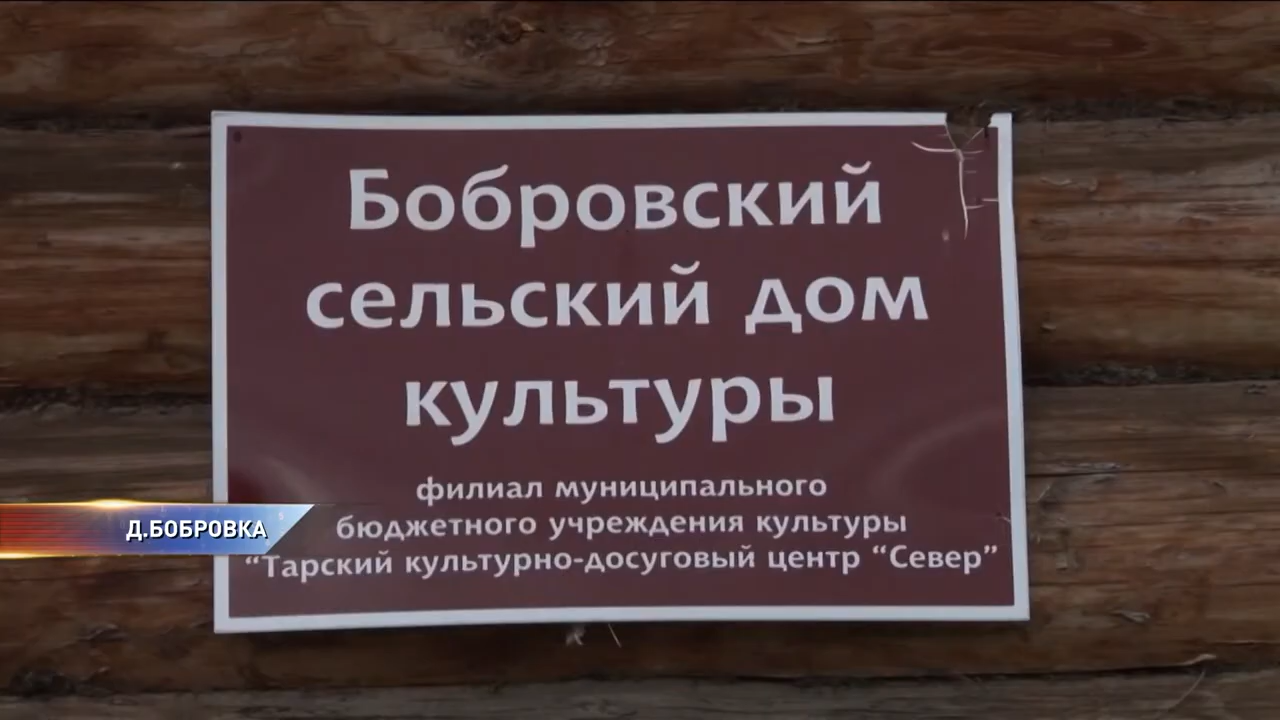 Бобровский
сельский дом
культуры
филиал муниципального
бюджетного учреждения культуры
“Тарский культурно-досуговый центр “Север”
Д.БОБРОВКА